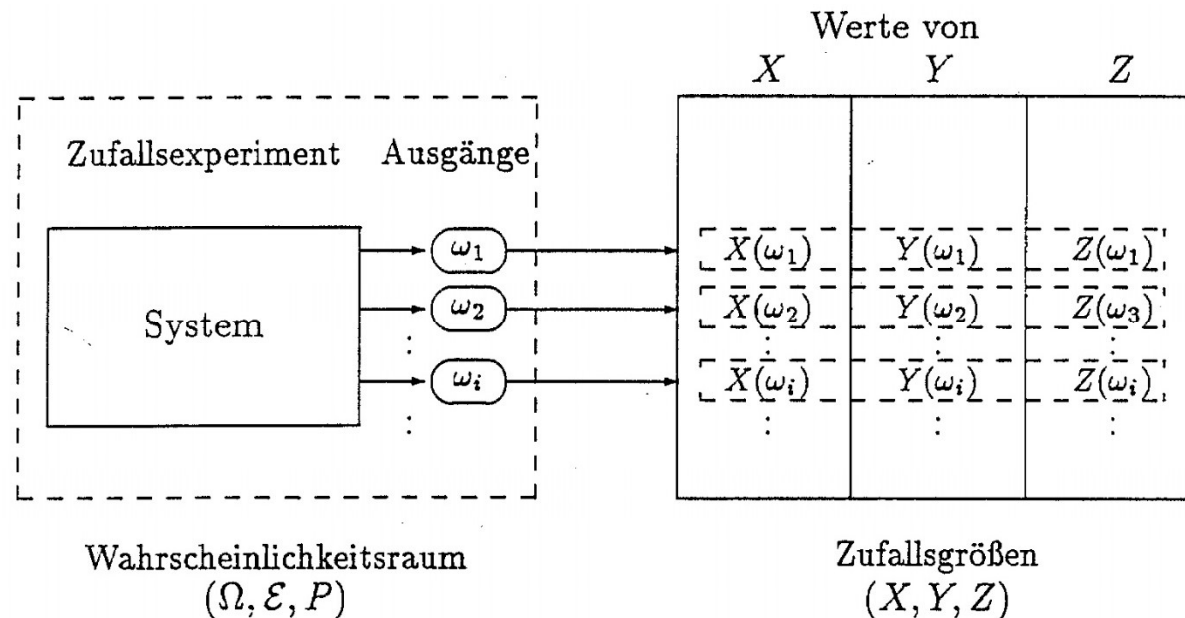 Werte von
X Y Z
Zufallsexperiment Ausgänge
System
ω₁ X(ω₁) Y(ω₁) Z(ω₁)
ω₂ X(ω₂) Y(ω₂) Z(ω₃)
⋮ ⋮ ⋮ ⋮
ωᵢ X(ωᵢ) Y(ωᵢ) Z(ωᵢ)
⋮ ⋮ ⋮ ⋮
Wahrscheinlichkeitsraum
(Ω, ℰ, P)
Zufallsgrößen
(X, Y, Z)